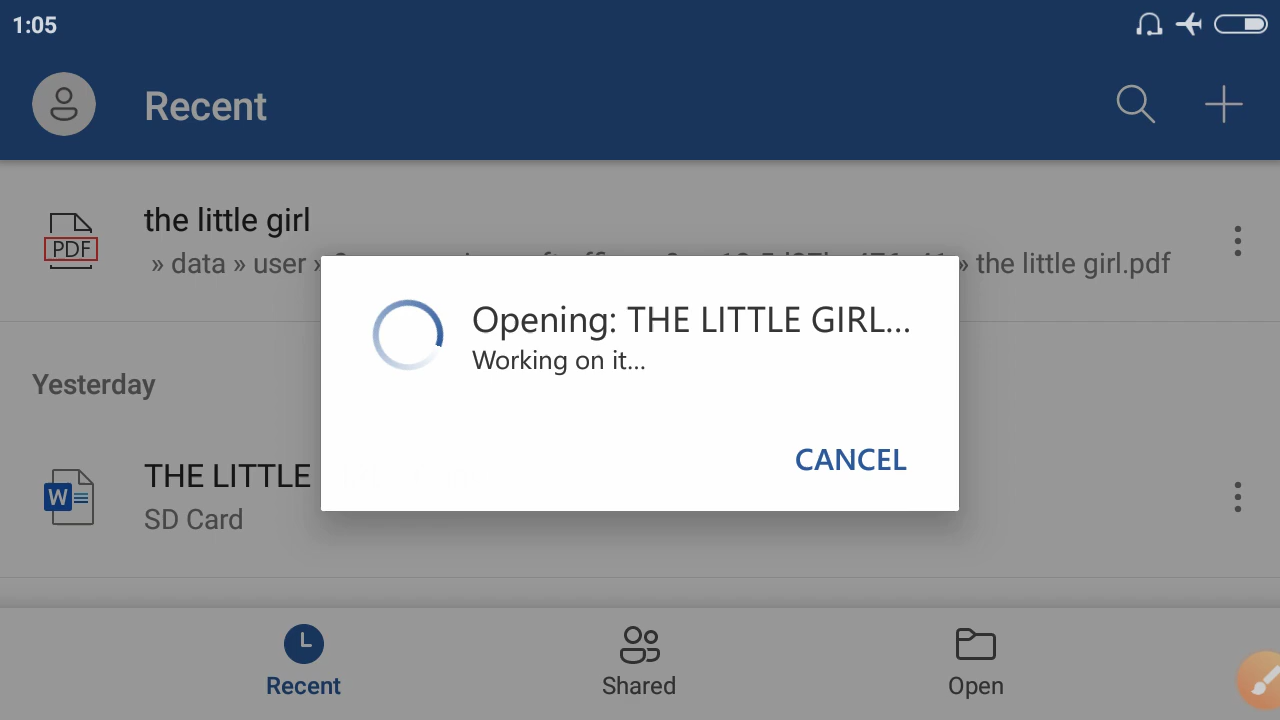 1:05
Recent
PDF
the little girl
» data » user »
» the little girl.pdf
Opening: THE LITTLE GIRL...
Working on it...
CANCEL
Yesterday
W
THE LITTLE
SD Card
Recent
Shared
Open